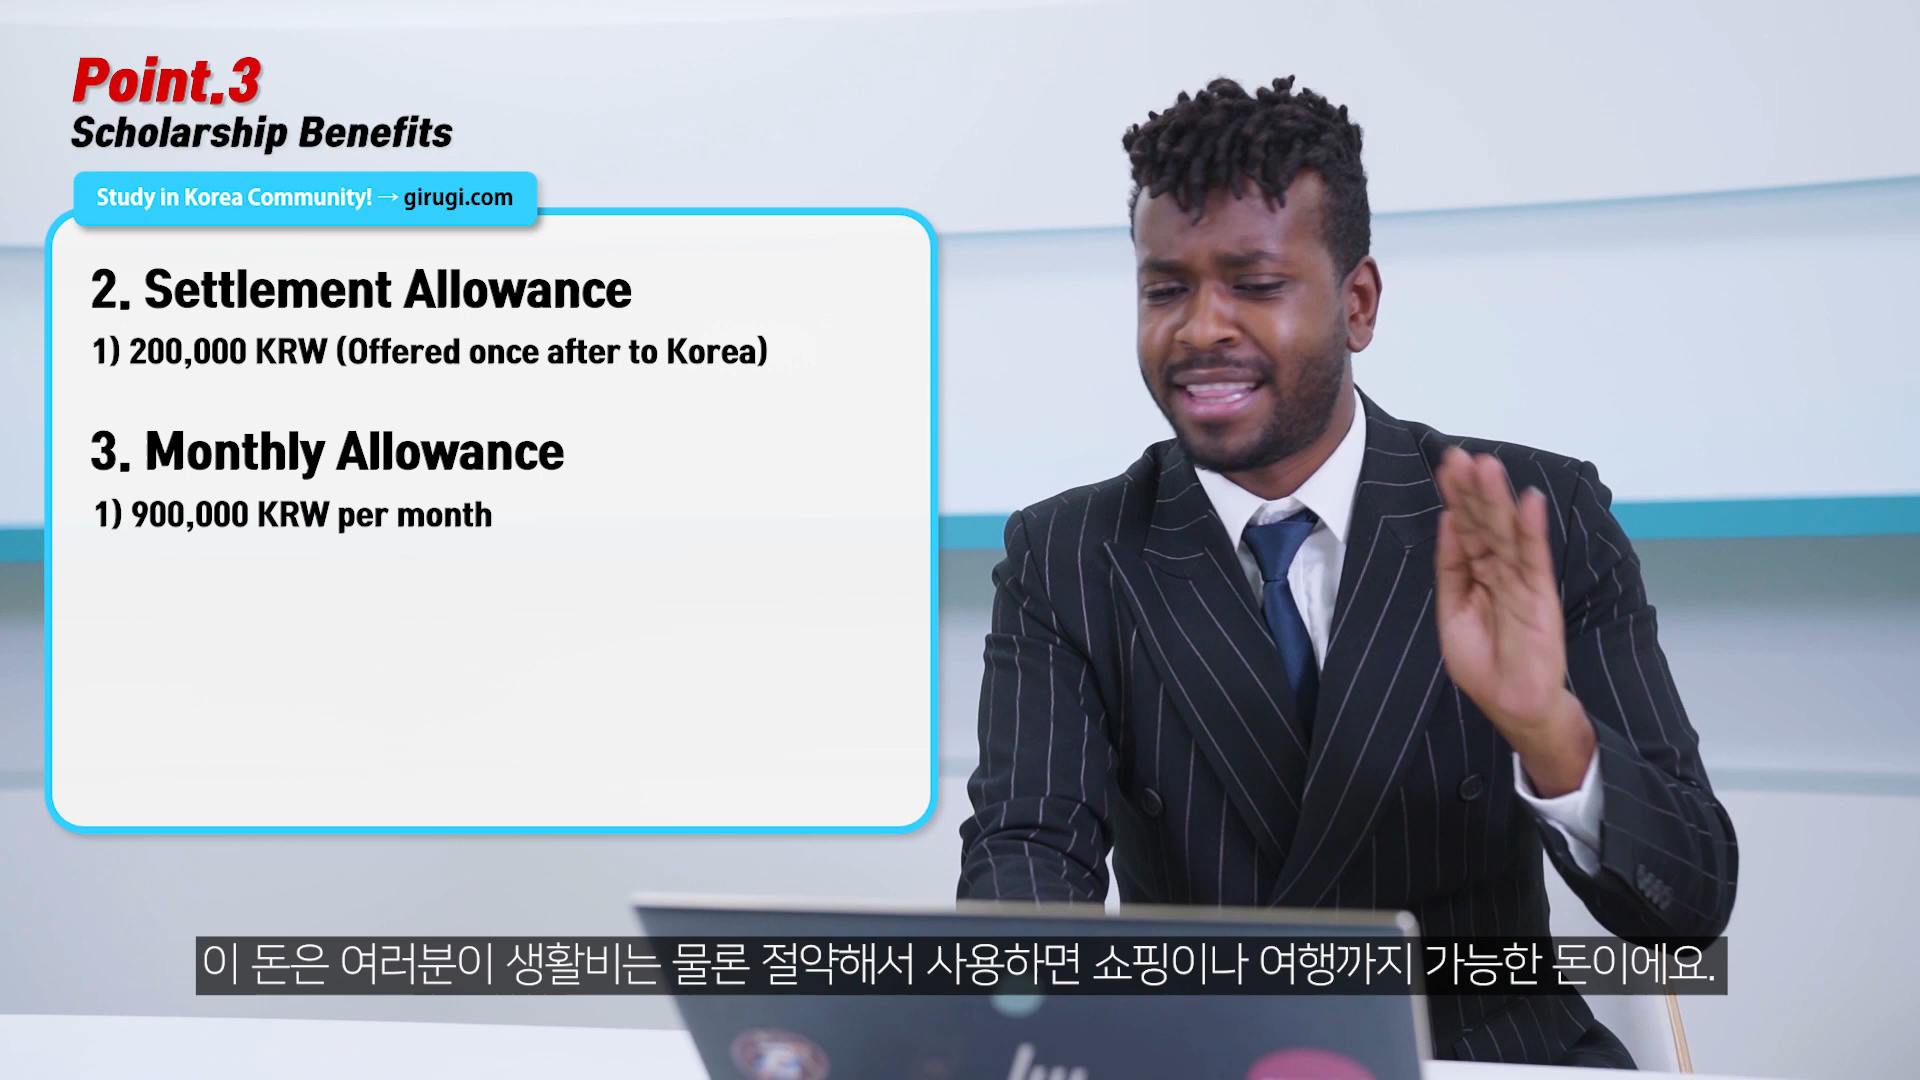 Point.3
Scholarship Benefits
Study in Korea Community! → girugi.com
2. Settlement Allowance
1) 200,000 KRW (Offered once after to Korea)
3. Monthly Allowance
1) 900,000 KRW per month
이 돈은 여러분이 생활비는 물론 절약해서 사용하면 쇼핑이나 여행까지 가능한 돈이에요.